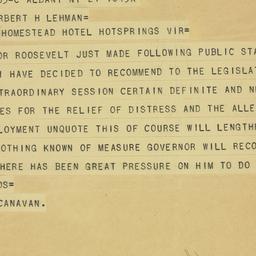 ALBANY NY
RBERT H LEHMAN=
HOMESTEAD HOTEL HOTSPRINGS VIR=
OR ROOSEVELT JUST MADE FOLLOWING PUBLIC STA
HAVE DECIDED TO RECOMMEND TO THE LEGISLAT
TRAORDINARY SESSION CERTAIN DEFINITE AND N
ES FOR THE RELIEF OF DISTRESS AND THE ALLE
LOYMENT UNQUOTE THIS OF COURSE WILL LENGTHE
OTHING KNOWN OF MEASURE GOVERNOR WILL RECO
HERE HAS BEEN GREAT PRESSURE ON HIM TO DO
DS=
CANAVAN.